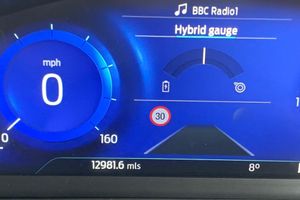 BBC Radio1
Hybrid gauge
mph
0
30
0
160
12981.6 mls
8°